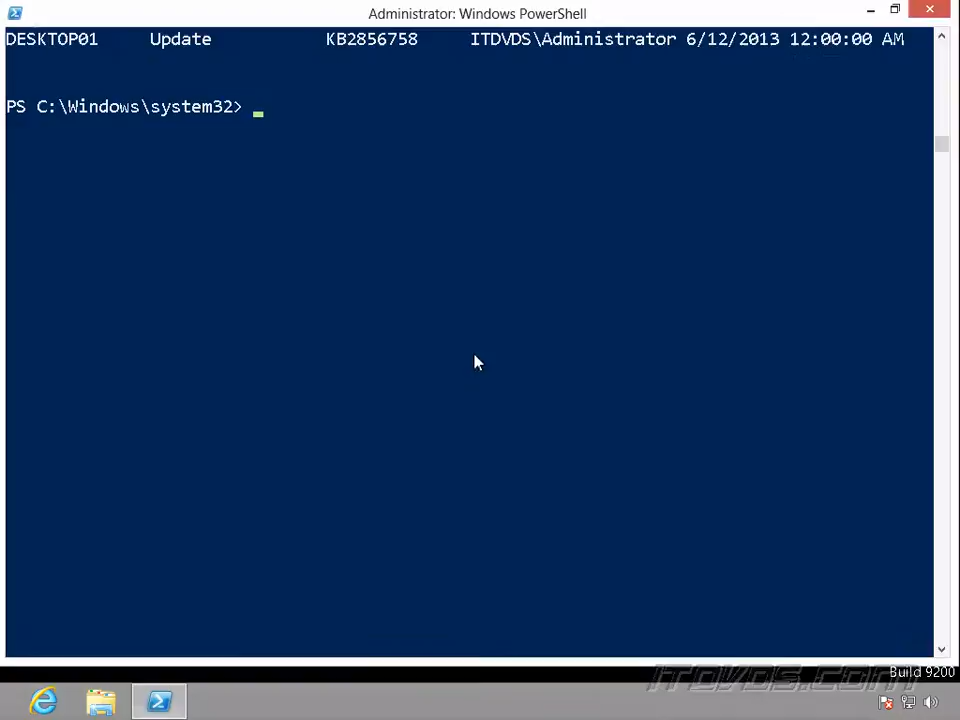 Administrator: Windows PowerShell
DESKTOP01 Update KB2856758 ITDVDS\Administrator 6/12/2013 12:00:00 AM
PS C:\Windows\system32>
Build 9200
ITDVDS.COM